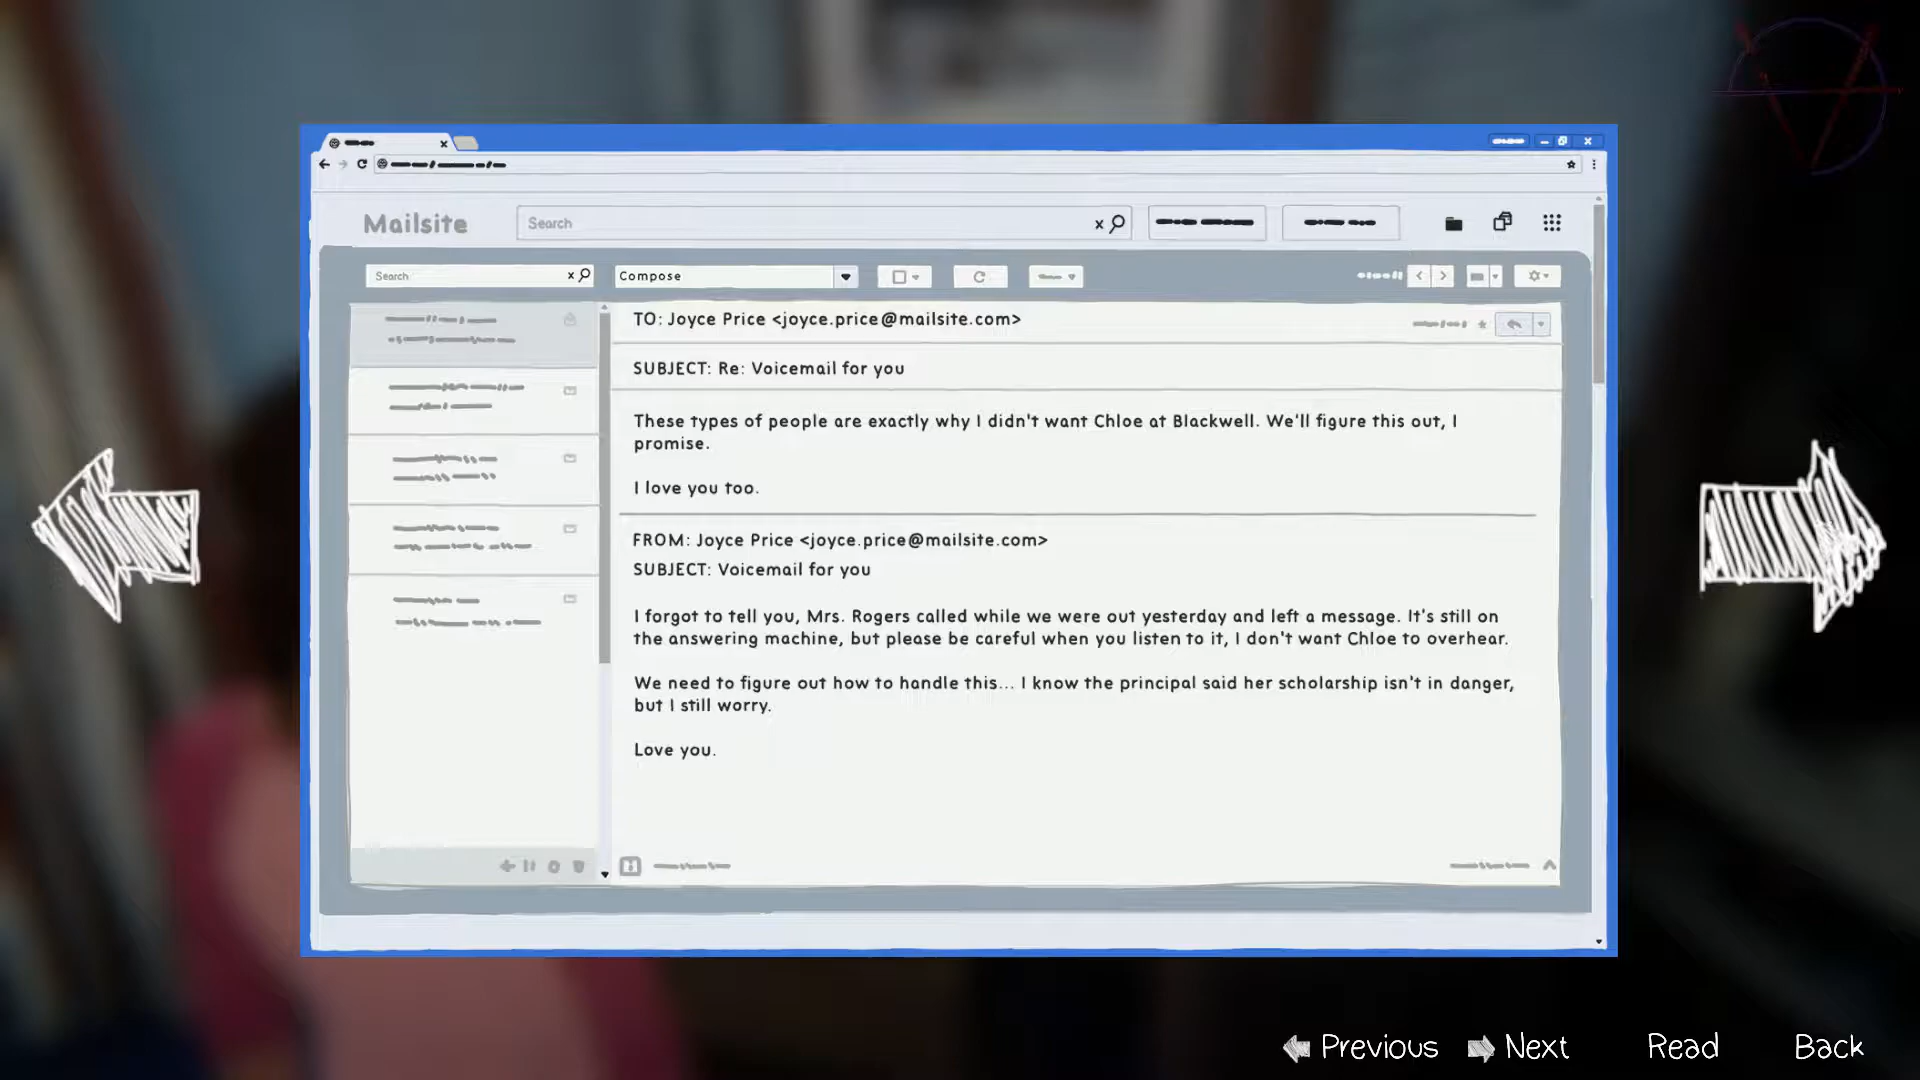 Mailsite
Search
Search
Compose
TO: Joyce Price <joyce.price@mailsite.com>
SUBJECT: Re: Voicemail for you
These types of people are exactly why I didn't want Chloe at Blackwell. We'll figure this out, I
promise.
I love you too.
FROM: Joyce Price <joyce.price@mailsite.com>
SUBJECT: Voicemail for you
I forgot to tell you, Mrs. Rogers called while we were out yesterday and left a message. It's still on
the answering machine, but please be careful when you listen to it, I don't want Chloe to overhear.
We need to figure out how to handle this... I know the principal said her scholarship isn't in danger,
but I still worry.
Love you.
Previous
Next
Read
Back